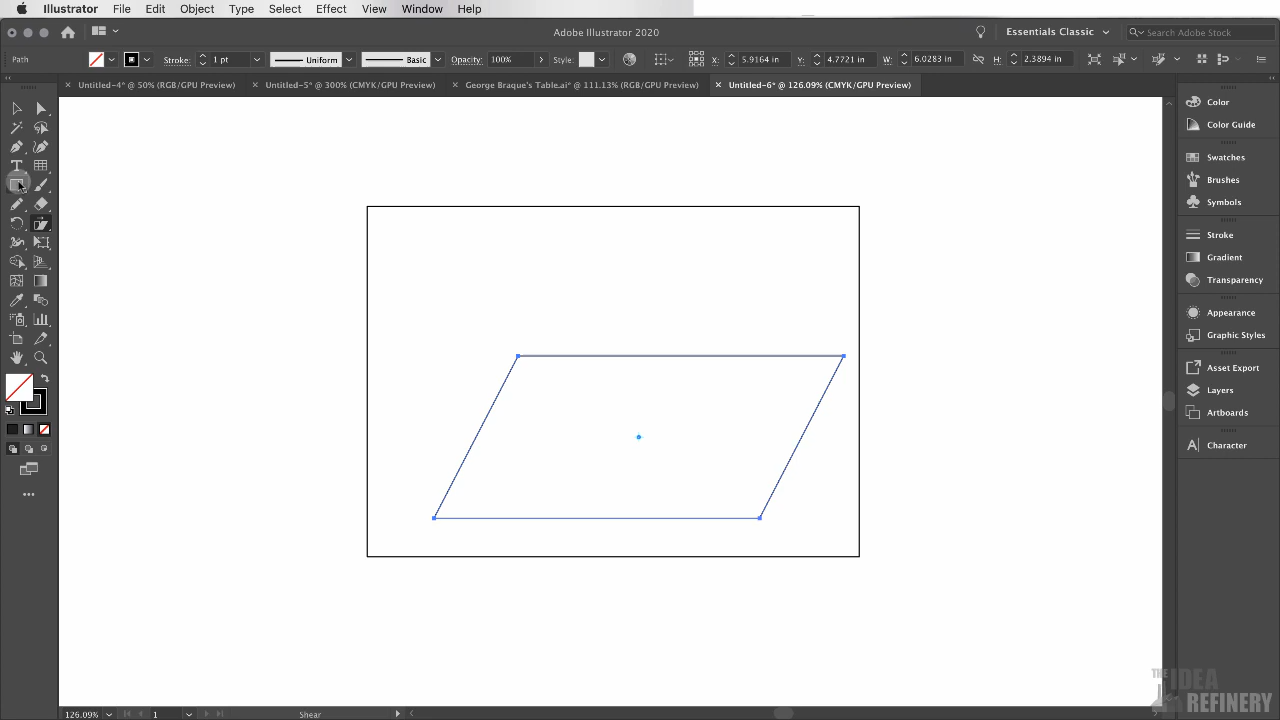 Illustrator File Edit Object Type Select Effect View Window Help
Adobe Illustrator 2020
Essentials Classic
Search Adobe Stock
Path Stroke: 1 pt Uniform Basic Opacity: 100% Style: X: 5.9164 in Y: 4.7721 in W: 6.0283 in H: 2.3894 in
Untitled-4* @ 50% (RGB/GPU Preview) Untitled-5* @ 300% (CMYK/GPU Preview) George Braque's Table.ai* @ 111.13% (RGB/GPU Preview) Untitled-6* @ 126.09% (CMYK/GPU Preview)
Color
Color Guide
Swatches
Brushes
Symbols
Stroke
Gradient
Transparency
Appearance
Graphic Styles
Asset Export
Layers
Artboards
Character
THE IDEA
REFINERY
126.09% 1 Shear